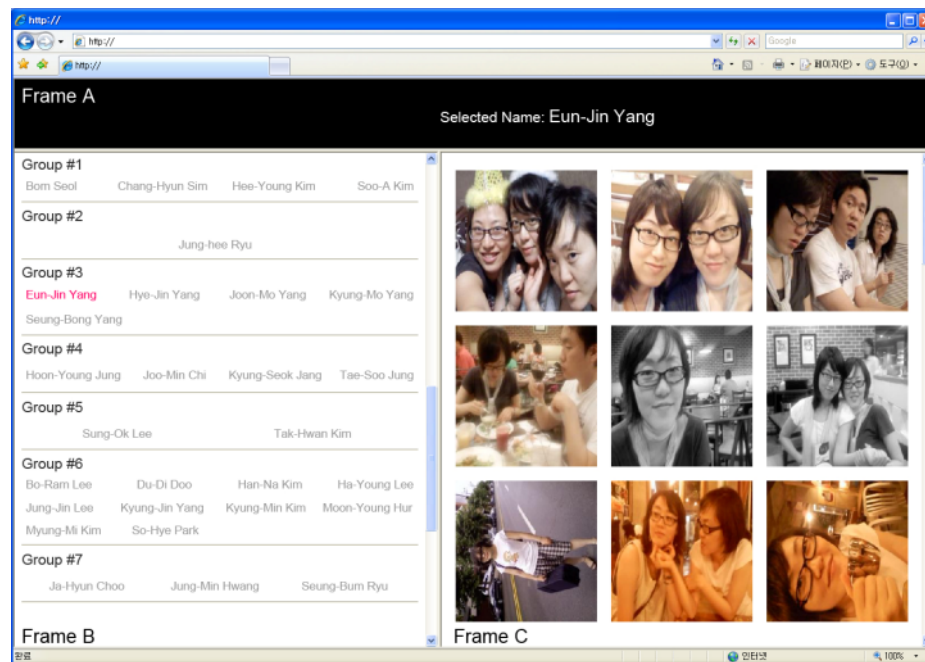 http://
http://
Google
http://
페이지(P)
도구(O)
Frame A
Selected Name: Eun-Jin Yang
Group #1
Bom Seol Chang-Hyun Sim Hee-Young Kim Soo-A Kim
Group #2
Jung-hee Ryu
Group #3
Eun-Jin Yang Hye-Jin Yang Joon-Mo Yang Kyung-Mo Yang
Seung-Bong Yang
Group #4
Hoon-Young Jung Joo-Min Chi Kyung-Seok Jang Tae-Soo Jung
Group #5
Sung-Ok Lee Tak-Hwan Kim
Group #6
Bo-Ram Lee Du-Di Doo Han-Na Kim Ha-Young Lee
Jung-Jin Lee Kyung-Jin Yang Kyung-Min Kim Moon-Young Hur
Myung-Mi Kim So-Hye Park
Group #7
Ja-Hyun Choo Jung-Min Hwang Seung-Bum Ryu
Frame B
Frame C
완료
인터넷
100%